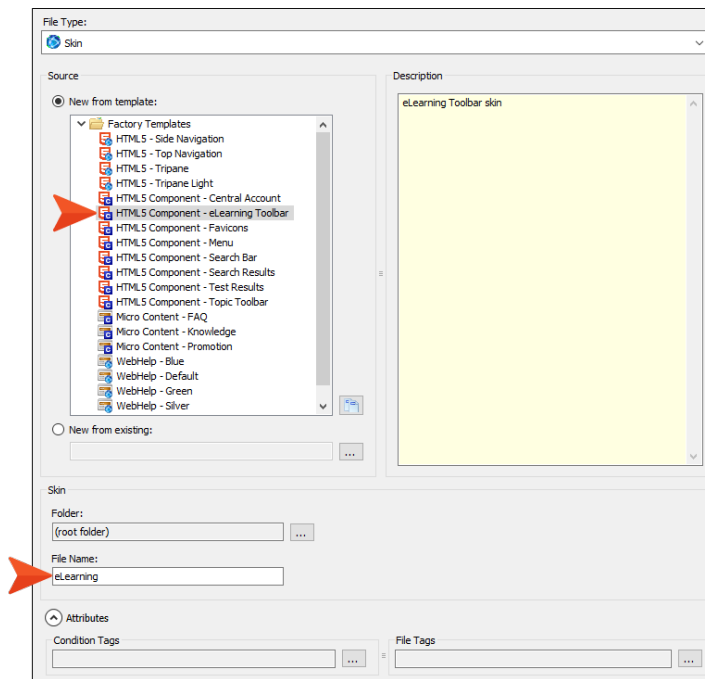 File Type:
Skin
Source
New from template:
Factory Templates
HTML5 - Side Navigation
HTML5 - Top Navigation
HTML5 - Tripane
HTML5 - Tripane Light
HTML5 Component - Central Account
HTML5 Component - eLearning Toolbar
HTML5 Component - Favicons
HTML5 Component - Menu
HTML5 Component - Search Bar
HTML5 Component - Search Results
HTML5 Component - Test Results
HTML5 Component - Topic Toolbar
Micro Content - FAQ
Micro Content - Knowledge
Micro Content - Promotion
WebHelp - Blue
WebHelp - Default
WebHelp - Green
WebHelp - Silver
New from existing:
...
Description
eLearning Toolbar skin
Skin
Folder:
(root folder)
...
File Name:
eLearning
Attributes
Condition Tags
...
File Tags
...